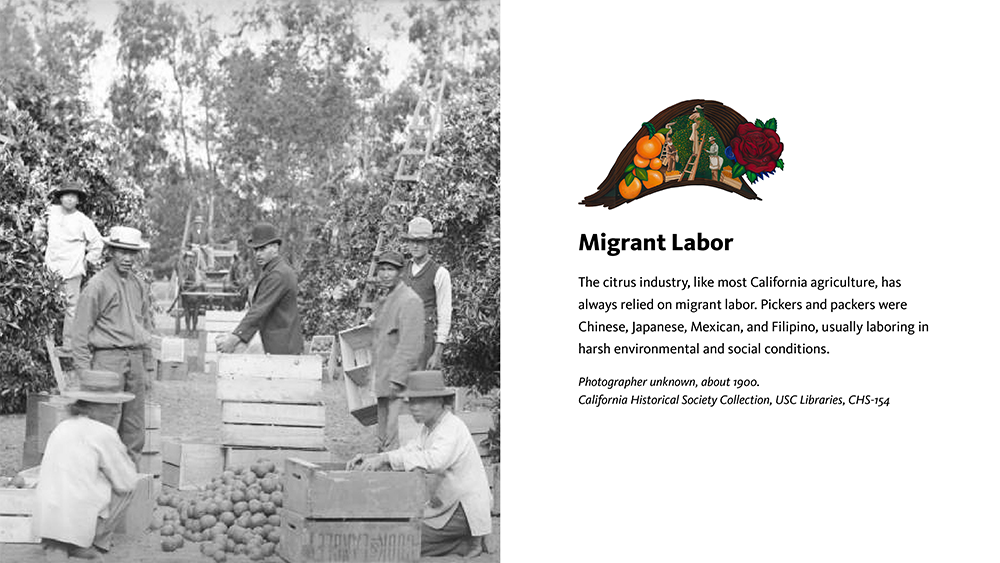 Migrant Labor
The citrus industry, like most California agriculture, has
always relied on migrant labor. Pickers and packers were
Chinese, Japanese, Mexican, and Filipino, usually laboring in
harsh environmental and social conditions.
Photographer unknown, about 1900.
California Historical Society Collection, USC Libraries, CHS-154
COOK & LANGLEY